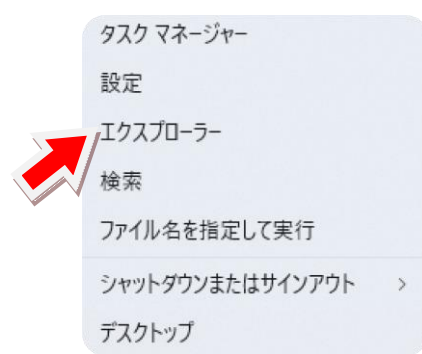 タスク マネージャー
設定
エクスプローラー
検索
ファイル名を指定して実行
シャットダウンまたはサインアウト
デスクトップ